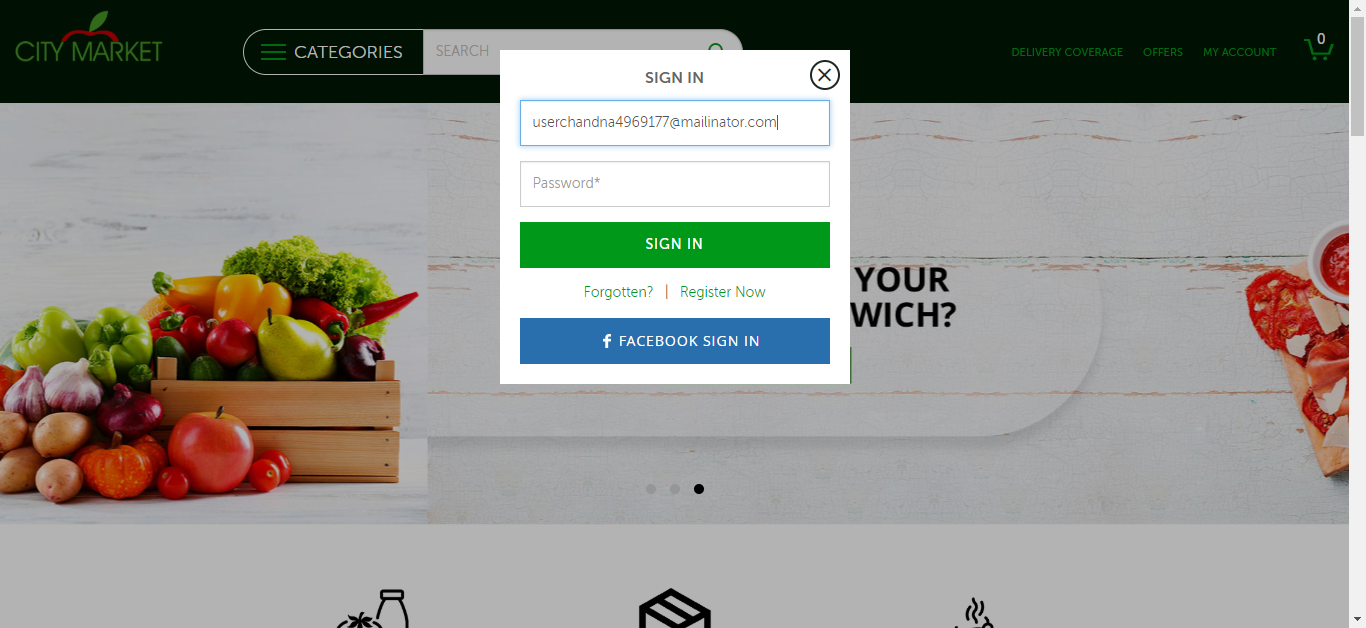 CITY MARKET
CATEGORIES
SEARCH
DELIVERY COVERAGE
OFFERS
MY ACCOUNT
0
SIGN IN
userchandna4969177@mailinator.com
Password*
SIGN IN
Forgotten? | Register Now
f FACEBOOK SIGN IN
YOUR
WICH?